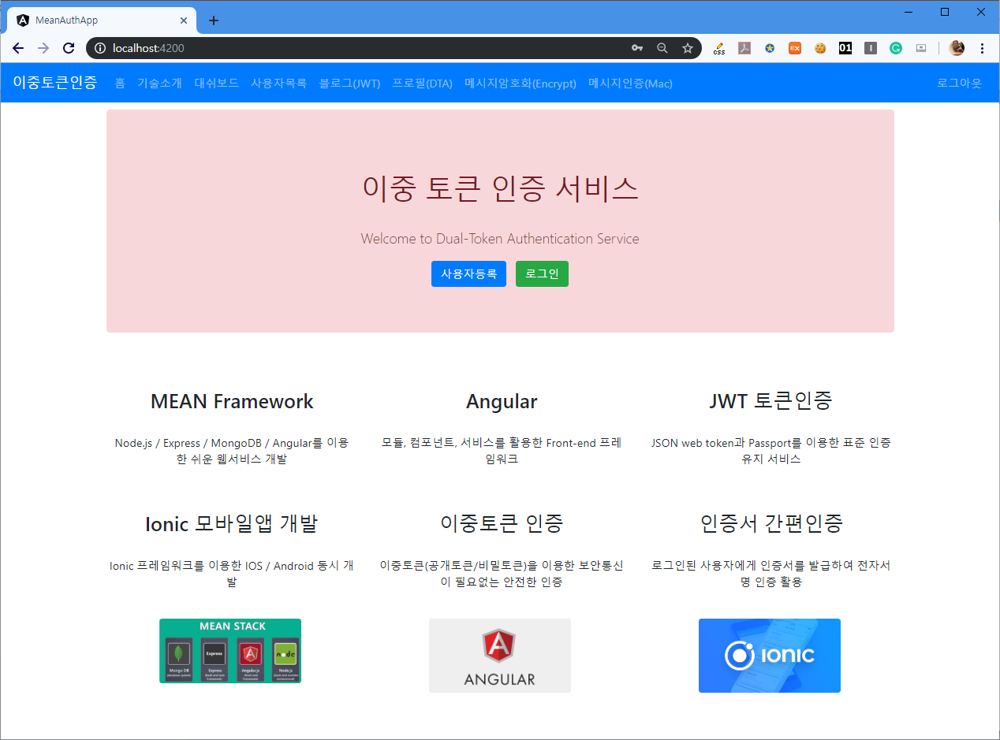 MeanAuthApp
localhost:4200
css
EX
01
I
G
이중토큰인증 홈 기술소개 대쉬보드 사용자목록 블로그(JWT) 프로필(DTA) 메시지암호화(Encrypt) 메시지인증(Mac) 로그아웃
이중 토큰 인증 서비스
Welcome to Dual-Token Authentication Service
사용자등록 로그인
MEAN Framework
Node.js / Express / MongoDB / Angular를 이용
한 쉬운 웹서비스 개발
Angular
모듈, 컴포넌트, 서비스를 활용한 Front-end 프레
임워크
JWT 토큰인증
JSON web token과 Passport를 이용한 표준 인증
유지 서비스
Ionic 모바일앱 개발
Ionic 프레임워크를 이용한 IOS / Android 동시 개
발
이중토큰 인증
이중토큰(공개토큰/비밀토큰)을 이용한 보안통신
이 필요없는 안전한 인증
인증서 간편인증
로그인된 사용자에게 인증서를 발급하여 전자서
명 인증 활용
MEAN STACK
Express
node
Mongo DB Express Angular.js Node.js
(database system)
ANGULAR
ionic